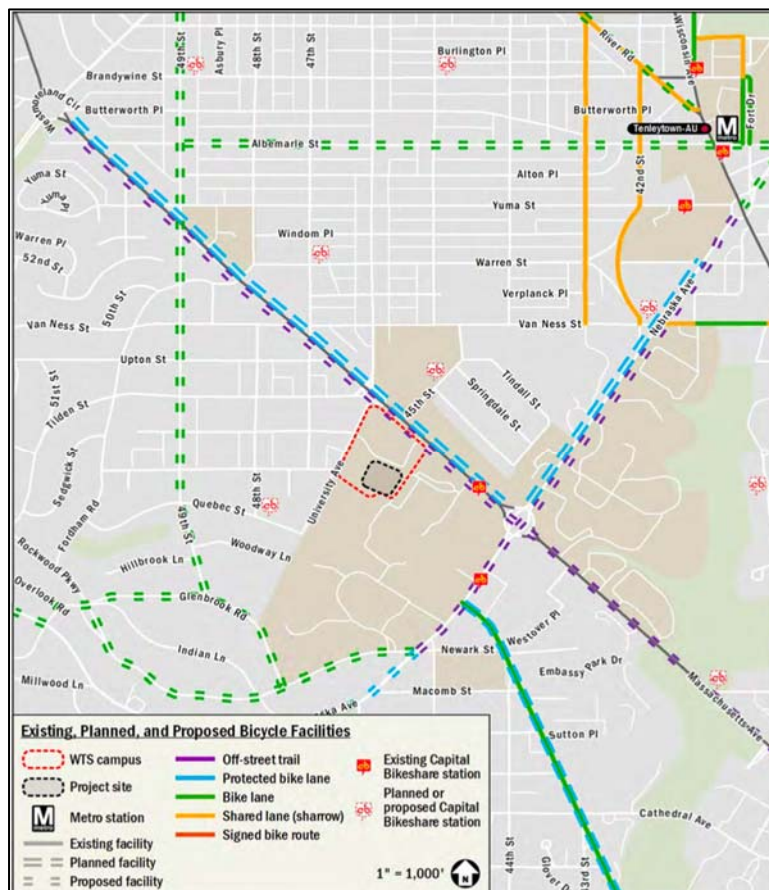 49th St
Asbury Pl
48th St
47th St
Burlington Pl
River Rd
Wisconsin Ave
Brandywine St
Westmoreland Cir
Butterworth Pl
Butterworth Pl
Fort Dr
Tenleytown-AU
M
metro
Albemarle St
42nd St
Alton Pl
Yuma St
Yuma Pl
Yuma St
Warren Pl
52nd St
Windom Pl
Warren St
50th St
Verplanck Pl
Nebraska Ave
Van Ness St
Van Ness St
Upton St
51st St
45th St
Tindall St
Springdale St
Tilden St
University Ave
Sedgwick St
48th St
Fordham Rd
Quebec St
49th St
Woodway Ln
Rockwood Pkwy
Hillbrook Ln
Overlook Rd
Glenbrook Rd
Indian Ln
Westover Pl
Newark St
Embassy Park Dr
Millwood Ln
Macomb St
aska Ave
Massachusetts Ave
Sutton Pl
Cathedral Ave
44th St
Glover D
43rd St
Existing, Planned, and Proposed Bicycle Facilities
WTS campus
Project site
M
metro
Metro station
Existing facility
Planned facility
Proposed facility
Off-street trail
Protected bike lane
Bike lane
Shared lane (sharrow)
Signed bike route
cb
Existing Capital
Bikeshare station
cb
Planned or
proposed Capital
Bikeshare station
1" = 1,000'
N